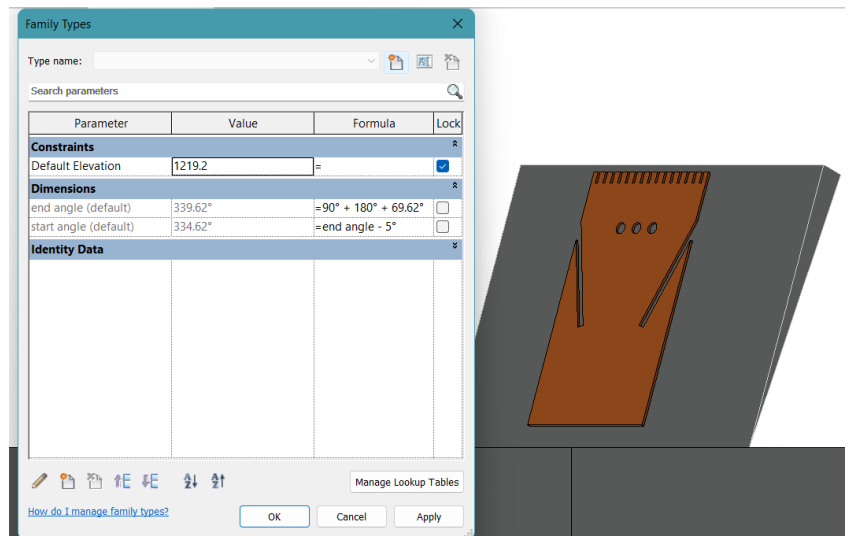 Family Types
Type name:
Search parameters
Parameter Value Formula Lock
Constraints
Default Elevation 1219.2 =
Dimensions
end angle (default) 339.62° =90° + 180° + 69.62°
start angle (default) 334.62° =end angle - 5°
Identity Data
Manage Lookup Tables
How do I manage family types?
OK Cancel Apply